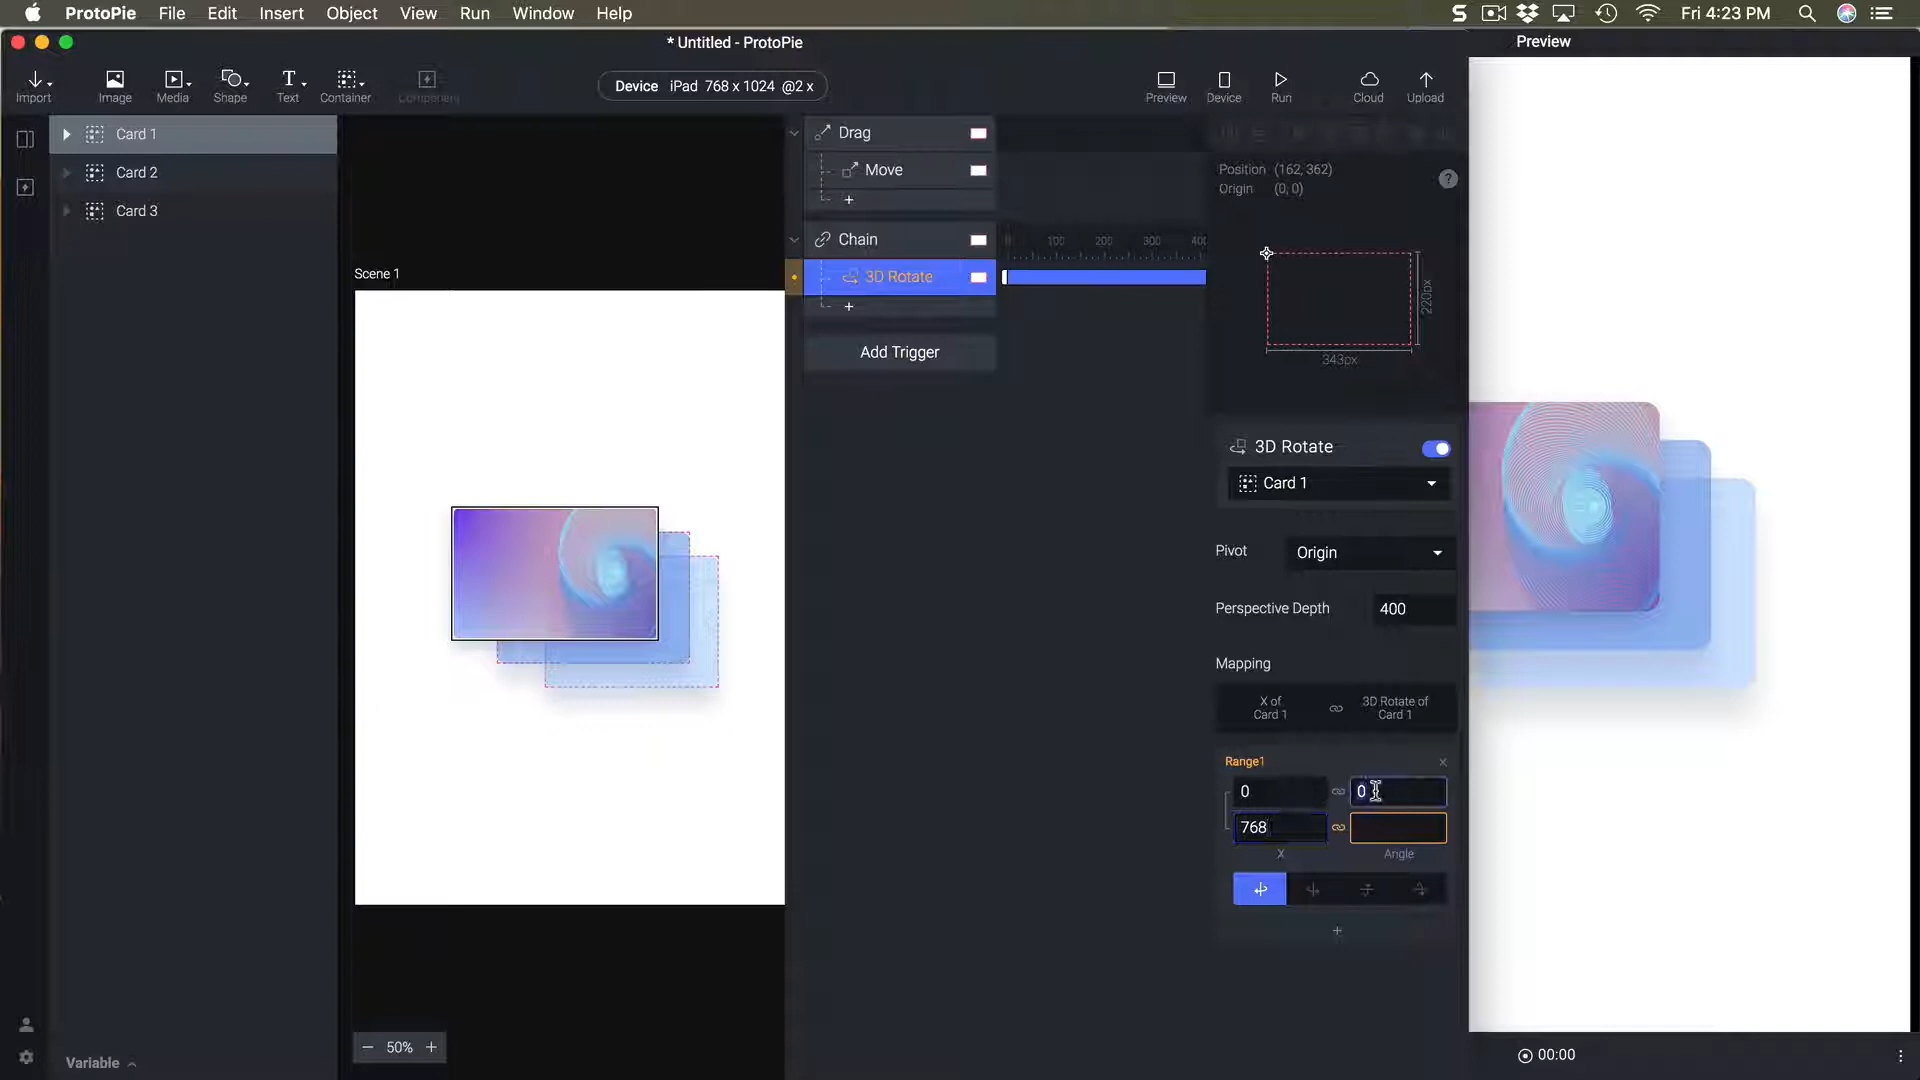 ProtoPie File Edit Insert Object View Run Window Help
Fri 4:23 PM
* Untitled - ProtoPie
Preview
Import
Image
Media
Shape
Text
Container
Component
Device iPad 768 x 1024 @2 x
Preview
Device
Run
Cloud
Upload
Card 1
Card 2
Card 3
Scene 1
Drag
Move
+
Chain
100 200 300 400
3D Rotate
+
Add Trigger
Position (162, 362)
Origin (0, 0)
?
220px
343px
3D Rotate
Card 1
Pivot Origin
Perspective Depth 400
Mapping
X of
Card 1
3D Rotate of
Card 1
Range1 x
0 0
768
X Angle
+
Variable
− 50% +
00:00